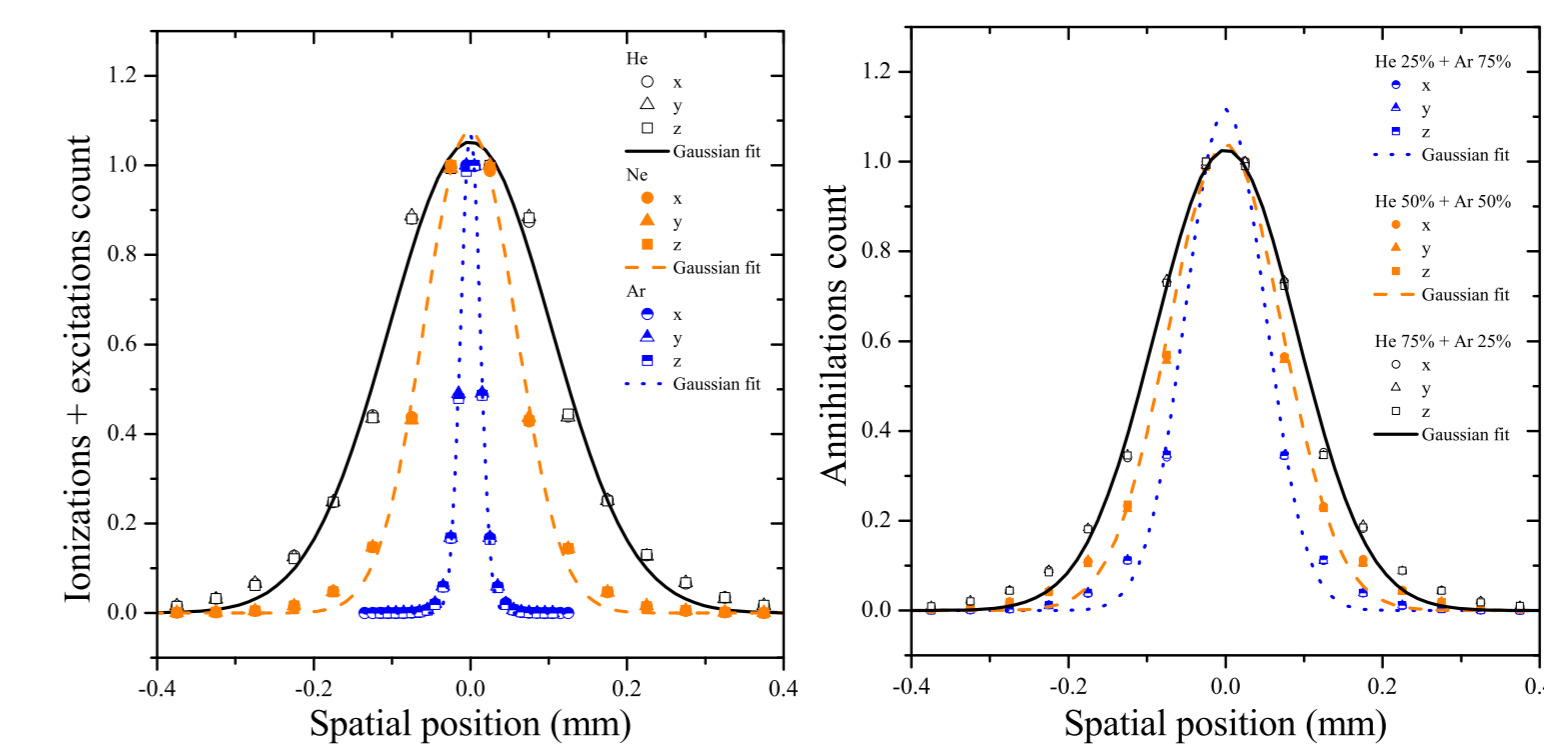 Ionizations + excitations count
1.2
1.0
0.8
0.6
0.4
0.2
0.0
-0.4
-0.2
0.0
0.2
0.4
Spatial position (mm)
He
x
y
z
Gaussian fit
Ne
x
y
z
Gaussian fit
Ar
x
y
z
Gaussian fit
Annihilations count
1.2
1.0
0.8
0.6
0.4
0.2
0.0
-0.4
-0.2
0.0
0.2
Spatial position (mm)
He 25% + Ar 75%
x
y
z
Gaussian fit
He 50% + Ar 50%
x
y
z
Gaussian fit
He 75% + Ar 25%
x
y
z
Gaussian fit